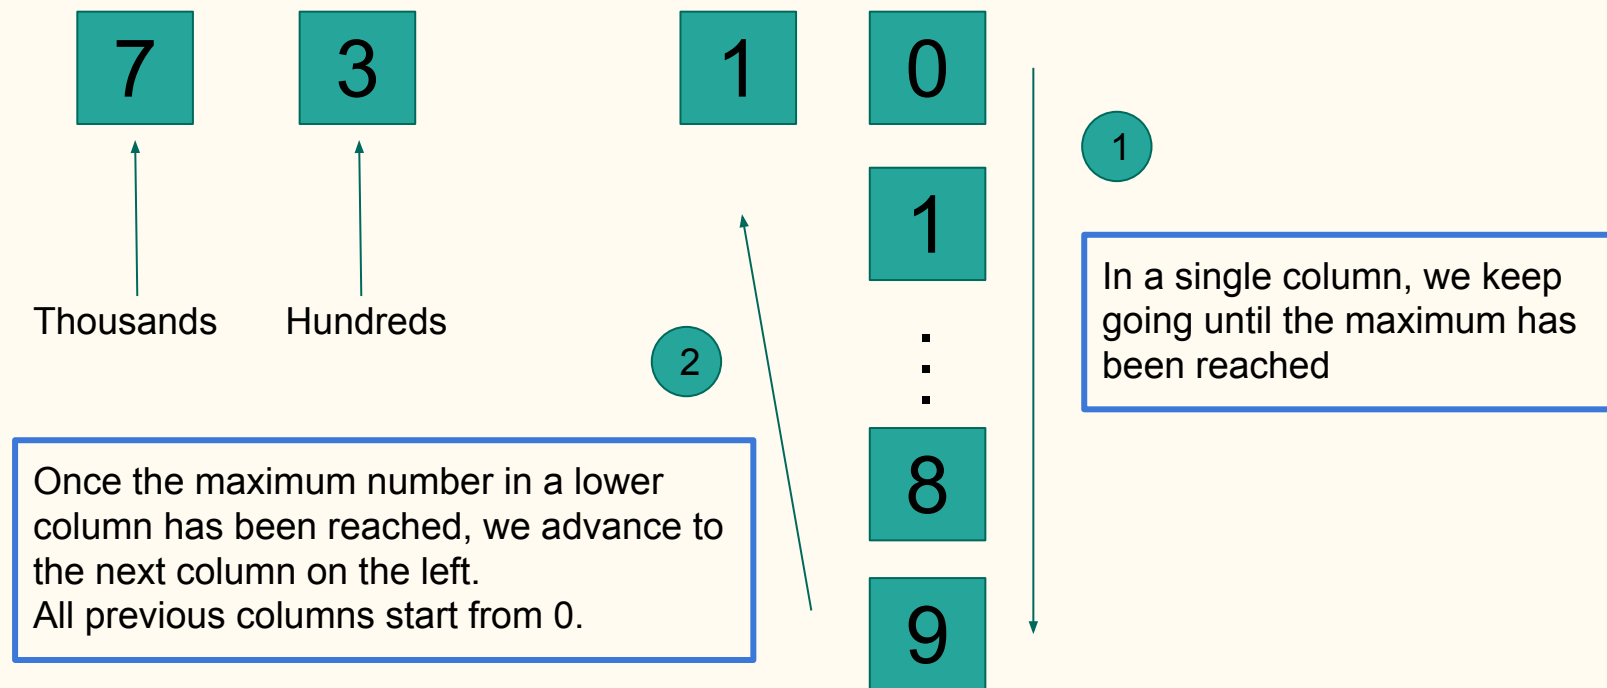 7 3 1 0
1
1
In a single column, we keep
going until the maximum has
been reached
Thousands Hundreds
2
8
Once the maximum number in a lower
column has been reached, we advance to
the next column on the left.
All previous columns start from 0.
9